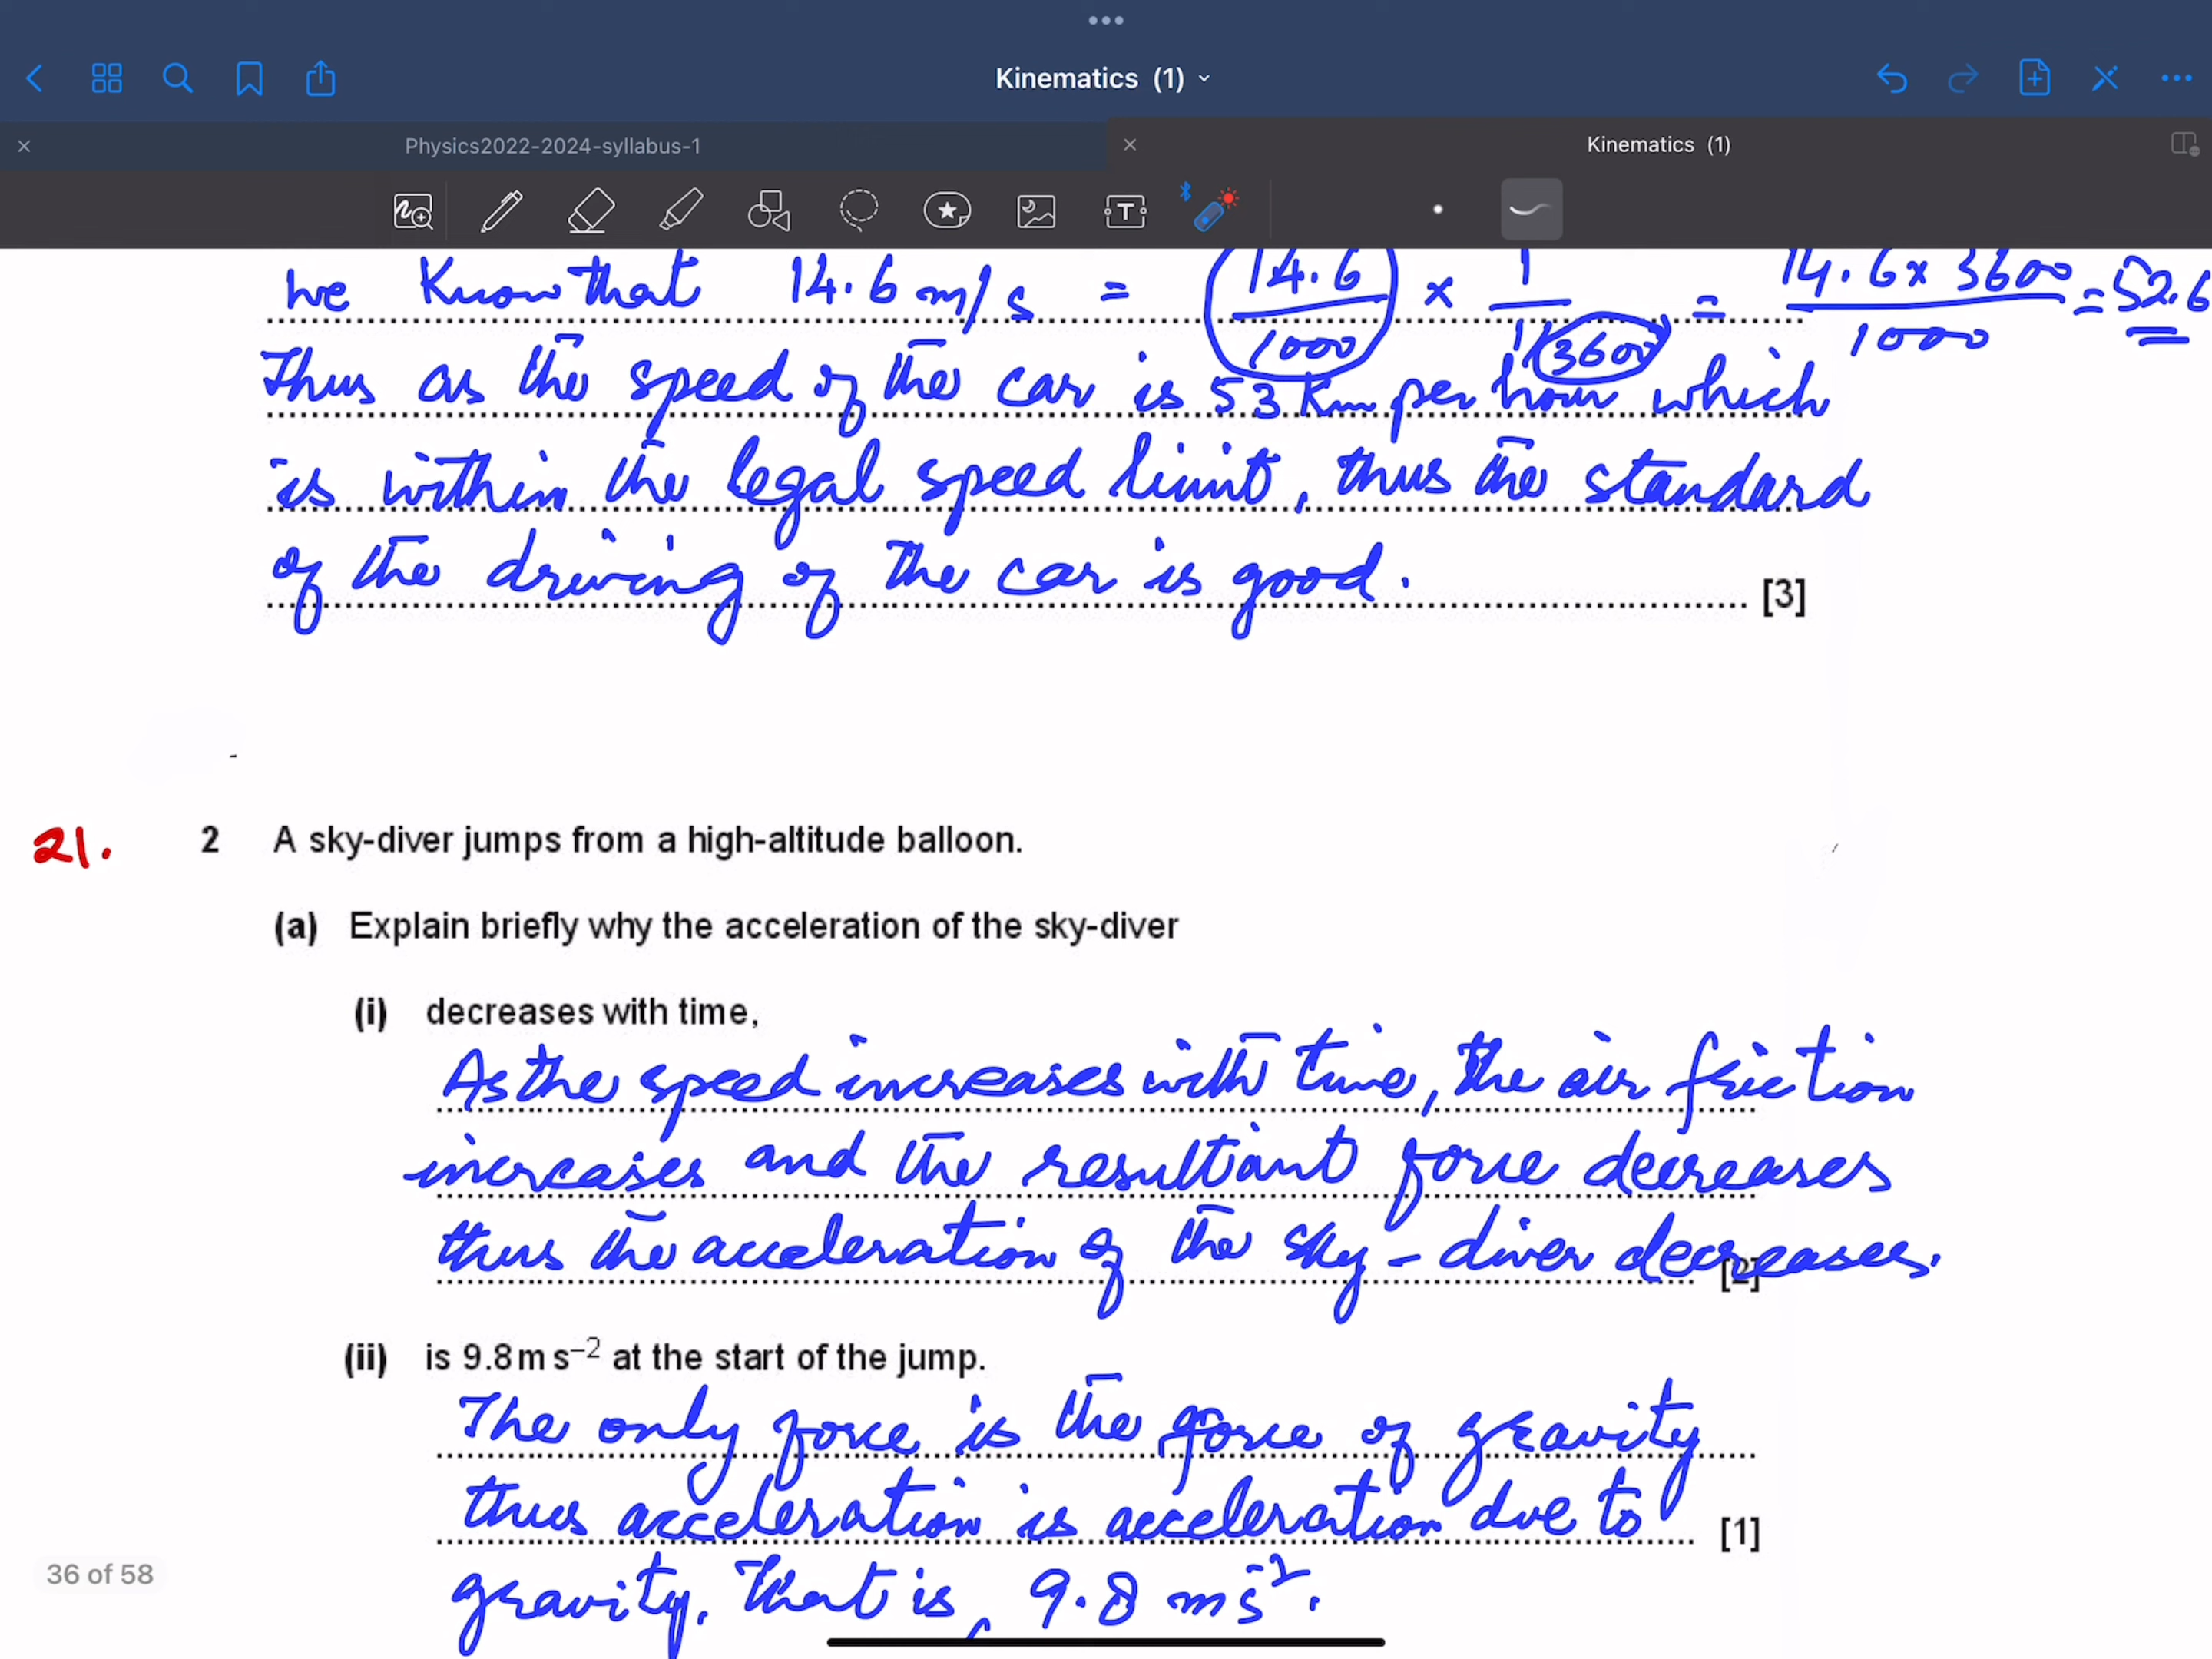 Kinematics (1)
Physics2022-2024-syllabus-1
Kinematics (1)
We Know that 14.6 m/s = 14.6/1000 × 1/1/3600 = 14.6 x 3600/1000 = 52.6
Thus as the speed of the car is 53 Km per hour which
is within the legal speed limit, thus the standard
of the driving of the car is good. [3]
21. 2 A sky-diver jumps from a high-altitude balloon.
(a) Explain briefly why the acceleration of the sky-diver
(i) decreases with time,
As the speed increases with time, the air friction
increases and the resultant force decreases
thus the acceleration of the sky-diver decreases. [2]
(ii) is 9.8 m s⁻² at the start of the jump.
The only force is the force of gravity
thus acceleration is acceleration due to [1]
gravity. That is, 9.8 ms⁻².
36 of 58